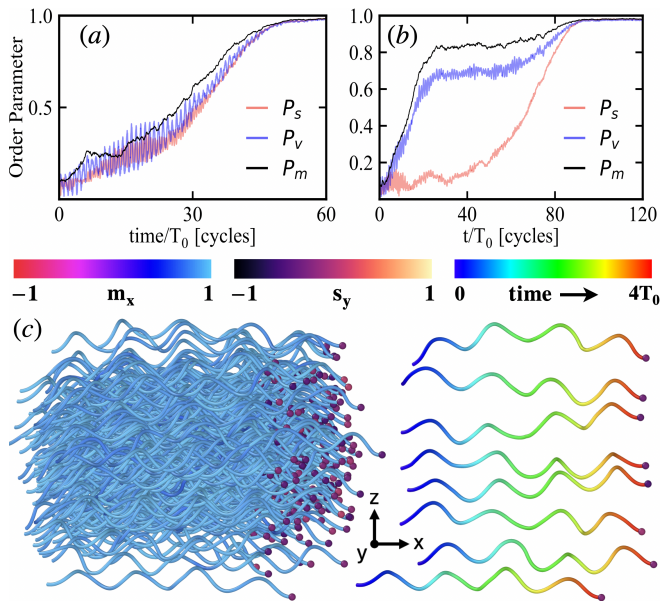 (a)
1.0
0.5
Order Parameter
P_s
P_v
P_m
0
30
60
time/T_0 [cycles]
(b)
1.0
0.8
0.6
0.4
0.2
P_s
P_v
P_m
0
40
80
120
t/T_0 [cycles]
−1 m_x 1
−1 s_y 1
0 time → 4T_0
(c)
z
y x